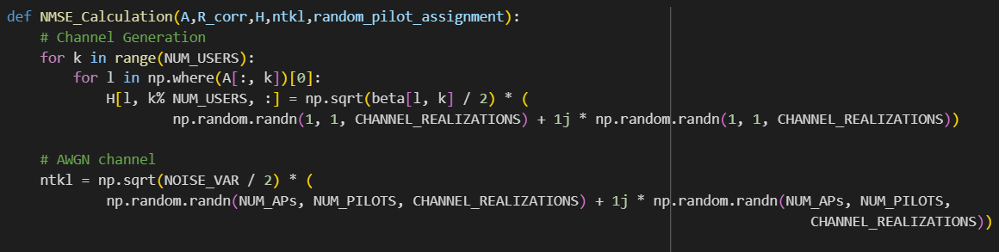 def NMSE_Calculation(A,R_corr,H,ntkl,random_pilot_assignment):
    # Channel Generation
    for k in range(NUM_USERS):
        for l in np.where(A[:, k])[0]:
            H[l, k% NUM_USERS, :] = np.sqrt(beta[l, k] / 2) * (
                    np.random.randn(1, 1, CHANNEL_REALIZATIONS) + 1j * np.random.randn(1, 1, CHANNEL_REALIZATIONS))
    # AWGN channel
    ntkl = np.sqrt(NOISE_VAR / 2) * (
            np.random.randn(NUM_APs, NUM_PILOTS, CHANNEL_REALIZATIONS) + 1j * np.random.randn(NUM_APs, NUM_PILOTS,
                                                                                                 CHANNEL_REALIZATIONS))